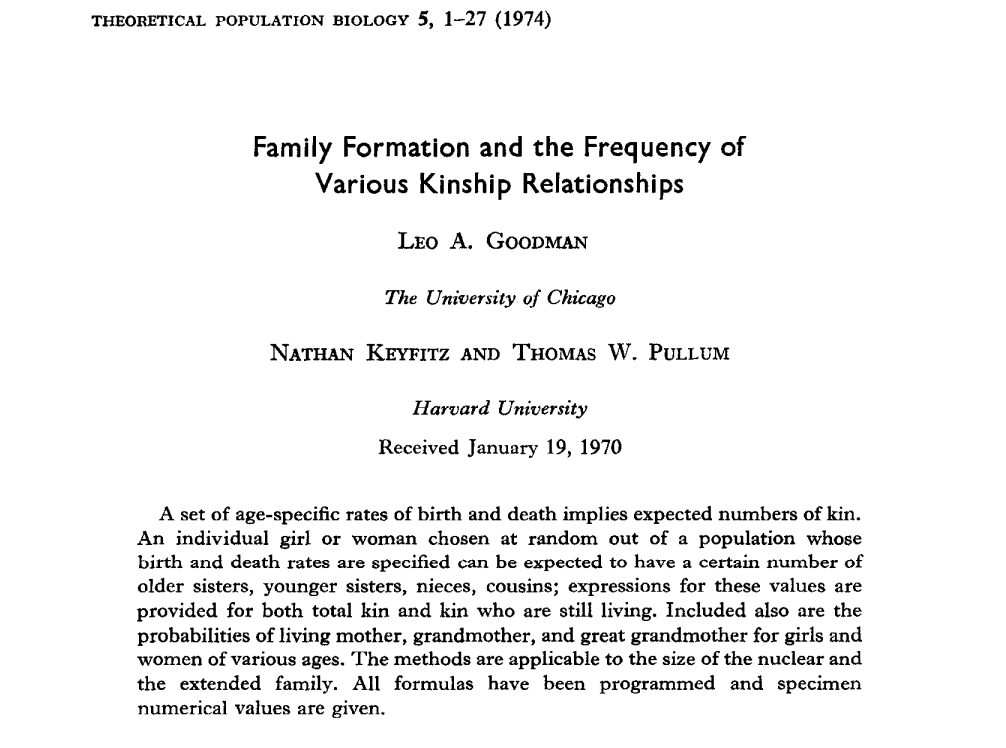 THEORETICAL POPULATION BIOLOGY 5, 1–27 (1974)
Family Formation and the Frequency of
Various Kinship Relationships
LEO A. GOODMAN
The University of Chicago
NATHAN KEYFITZ AND THOMAS W. PULLUM
Harvard University
Received January 19, 1970
A set of age-specific rates of birth and death implies expected numbers of kin.
An individual girl or woman chosen at random out of a population whose
birth and death rates are specified can be expected to have a certain number of
older sisters, younger sisters, nieces, cousins; expressions for these values are
provided for both total kin and kin who are still living. Included also are the
probabilities of living mother, grandmother, and great grandmother for girls and
women of various ages. The methods are applicable to the size of the nuclear and
the extended family. All formulas have been programmed and specimen
numerical values are given.